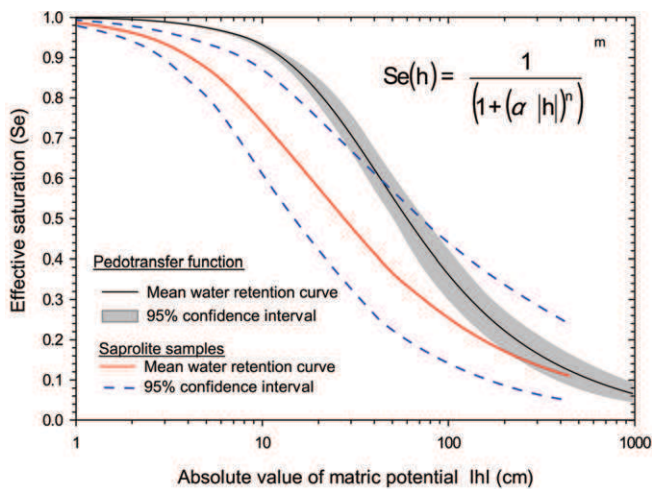 1.0
0.9
0.8
0.7
0.6
0.5
0.4
0.3
0.2
0.1
0.0
Effective saturation (Se)
m
Se(h) = 1
(1+(α |h|)n)
Pedotransfer function
Mean water retention curve
95% confidence interval
Saprolite samples
Mean water retention curve
95% confidence interval
1 10 100 1000
Absolute value of matric potential |h| (cm)